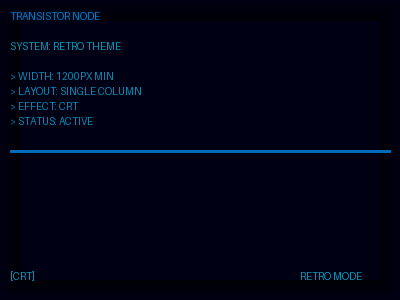 TRANSISTOR NODE
SYSTEM: RETRO THEME
> WIDTH: 1200PX MIN
> LAYOUT: SINGLE COLUMN
> EFFECT: CRT
> STATUS: ACTIVE
[CRT]
RETRO MODE